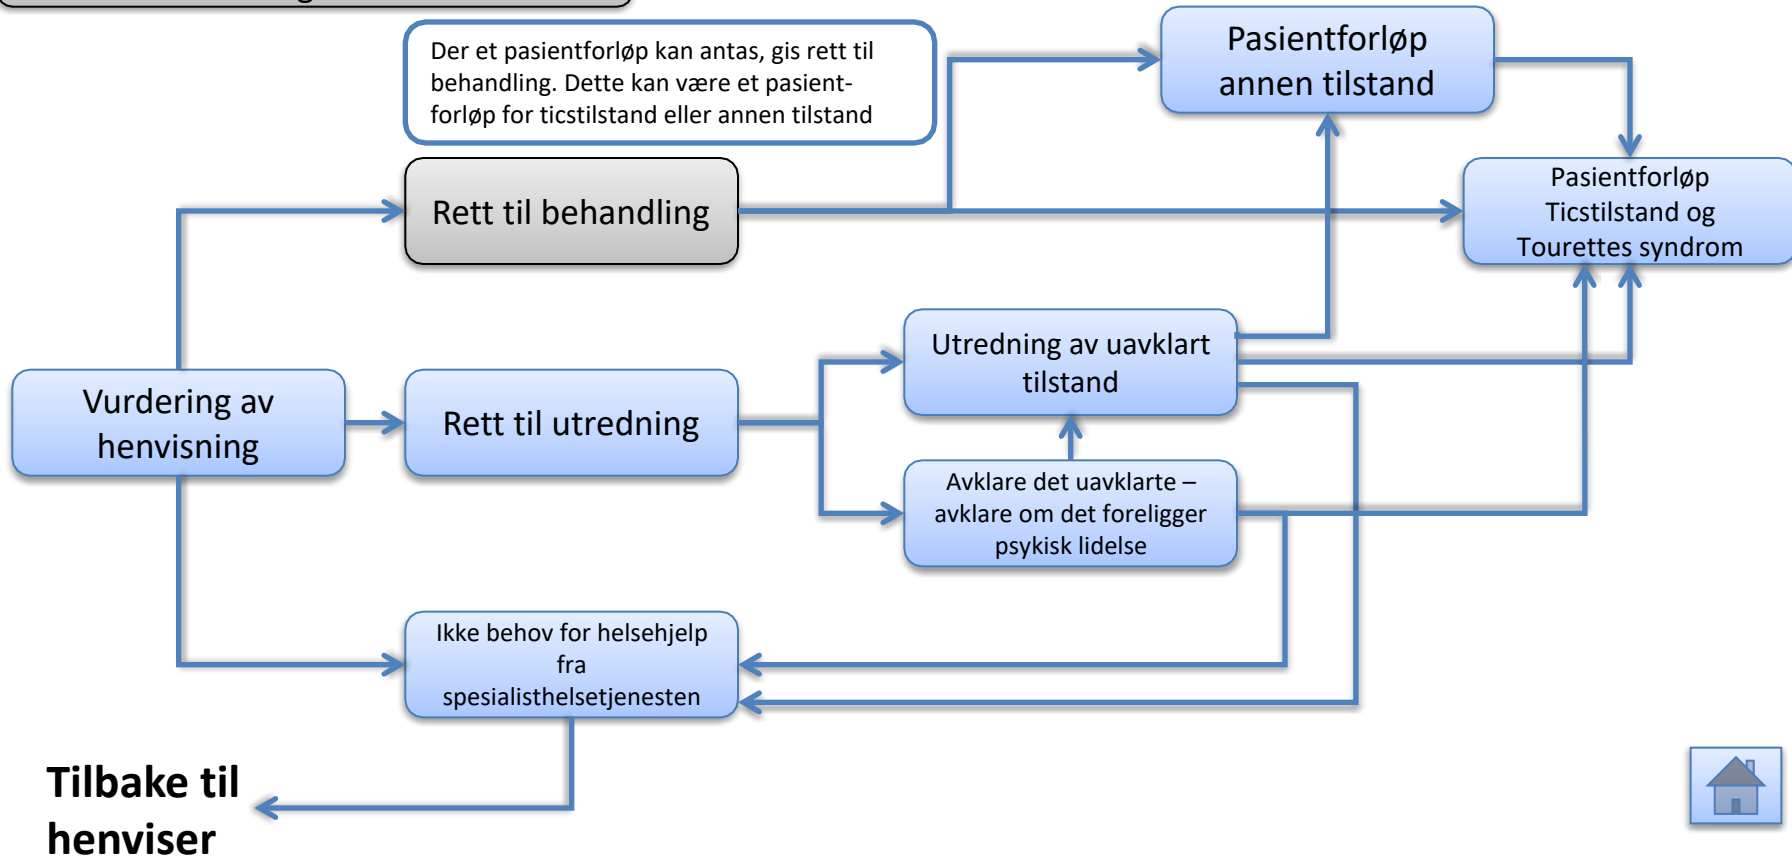 Der et pasientforløp kan antas, gis rett til
behandling. Dette kan være et pasient-
forløp for ticstilstand eller annen tilstand
Pasientforløp
annen tilstand
Rett til behandling
Pasientforløp
Ticstilstand og
Tourettes syndrom
Utredning av uavklart
tilstand
Vurdering av
henvisning
Rett til utredning
Avklare det uavklarte –
avklare om det foreligger
psykisk lidelse
Ikke behov for helsehjelp
fra
spesialisthelsetjenesten
Tilbake til
henviser